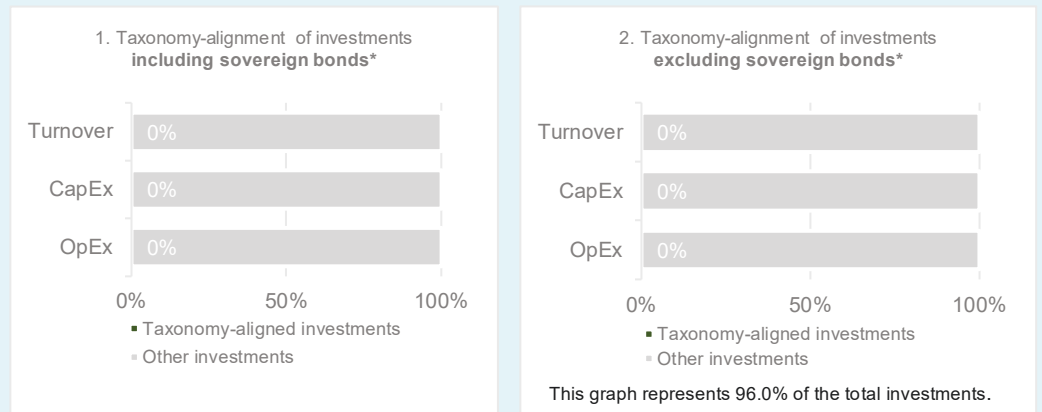 1. Taxonomy-alignment of investments
including sovereign bonds*
Turnover 0%
CapEx 0%
OpEx 0%
0% 50% 100%
Taxonomy-aligned investments
Other investments
2. Taxonomy-alignment of investments
excluding sovereign bonds*
Turnover 0%
CapEx 0%
OpEx 0%
0% 50% 100%
Taxonomy-aligned investments
Other investments
This graph represents 96.0% of the total investments.